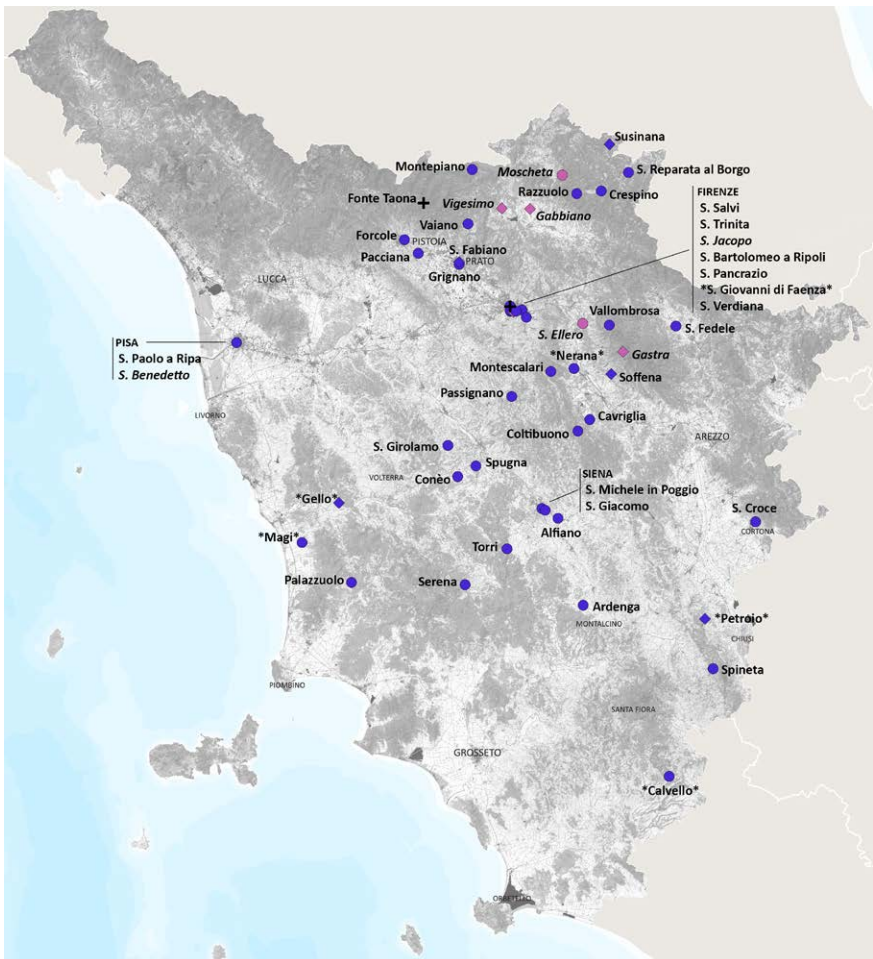 Susinana
Montepiano
Moscheta
S. Reparata al Borgo
Razzuolo
Crespino
Fonte Taona
Vigesimo
Gabbiano
FIRENZE
S. Salvi
S. Trinita
S. Jacopo
S. Bartolomeo a Ripoli
S. Pancrazio
*S. Giovanni di Faenza*
S. Verdiana
Vaiano
Forcole
PISTOIA
S. Fabiano
Pacciana
PRATO
Grignano
LUCCA
Vallombrosa
S. Fedele
S. Ellero
PISA
S. Paolo a Ripa
S. Benedetto
*Nerana*
Gastra
Montescalari
Soffena
Passignano
LIVORNO
Cavriglia
Coltibuono
AREZZO
S. Girolamo
Spugna
VOLTERRA
Conèo
SIENA
S. Michele in Poggio
S. Giacomo
*Gello*
S. Croce
CORTONA
Alfiano
*Magi*
Torri
Palazzuolo
Serena
Ardenga
MONTALCINO
*Petrojo*
CHIUSI
Spineta
PIOMBINO
SANTA FIORA
GROSSETO
*Calvello*
ORBETELLO